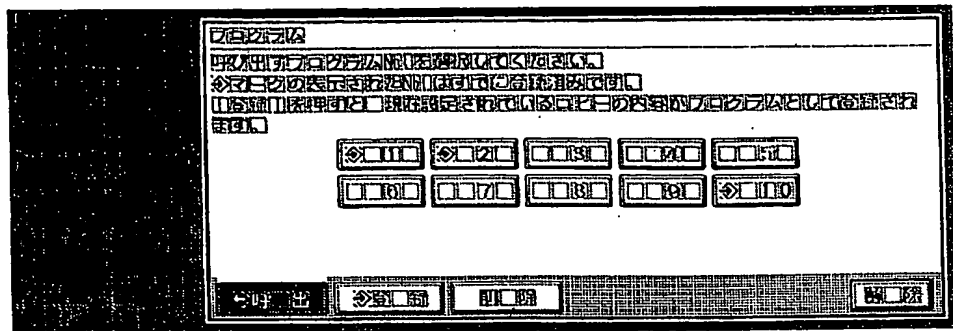 プログラム
呼び出すプログラムNo.を選択してください。
マークの表示されたNo.はすでに登録済みです。
[登録]を押すと、現在設定されているコピーの内容がプログラムとして登録され
ます。
1 2 3 4 5
6 7 8 9 10
呼 出 登 録 削 除 解 除